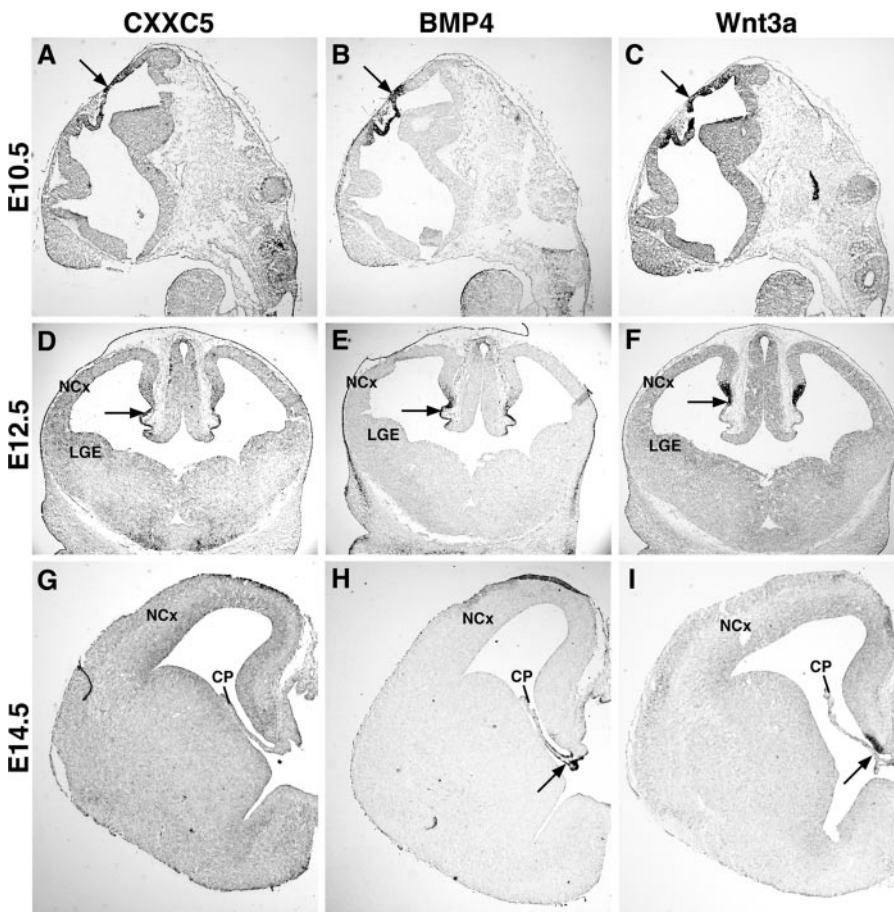 CXXC5 BMP4 Wnt3a
E10.5 A B C
E12.5 D E F
NCx NCx NCx
LGE LGE LGE
E14.5 G H I
NCx NCx NCx
CP CP CP